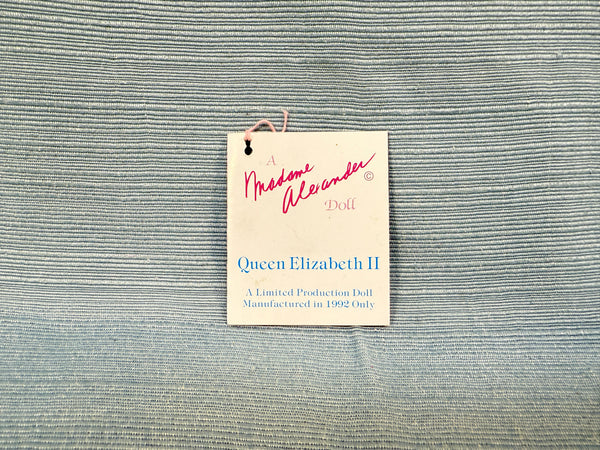 A
Madame
Alexander ©
Doll
Queen Elizabeth II
A Limited Production Doll
Manufactured in 1992 Only